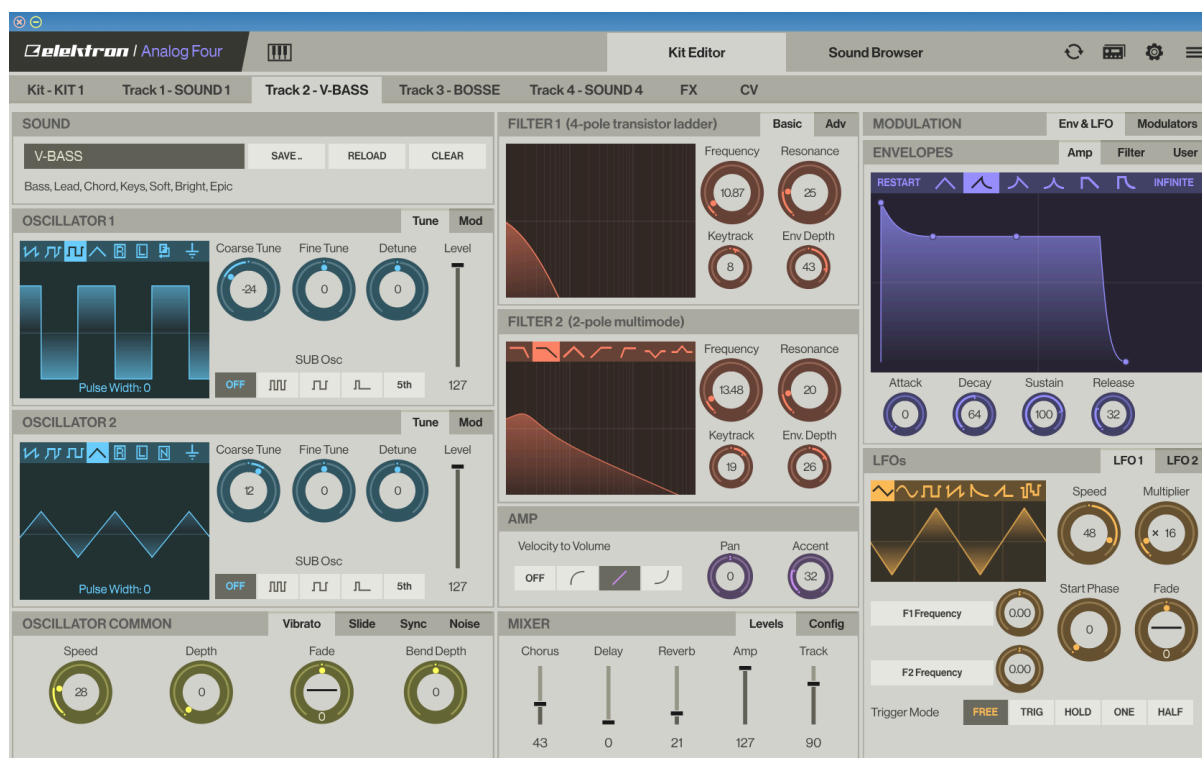 elektron / Analog Four
Kit Editor
Sound Browser
Kit - KIT 1
Track 1 - SOUND 1
Track 2 - V-BASS
Track 3 - BOSSE
Track 4 - SOUND 4
FX
CV
SOUND
V-BASS
SAVE..
RELOAD
CLEAR
Bass, Lead, Chord, Keys, Soft, Bright, Epic
OSCILLATOR 1
Tune
Mod
R
L
Coarse Tune
Fine Tune
Detune
Level
-24
0
0
Pulse Width: 0
SUB Osc
OFF
5th
127
OSCILLATOR 2
Tune
Mod
R
L
N
Coarse Tune
Fine Tune
Detune
Level
12
0
0
Pulse Width: 0
SUB Osc
OFF
5th
127
OSCILLATOR COMMON
Vibrato
Slide
Sync
Noise
Speed
Depth
Fade
Bend Depth
28
0
0
0
FILTER 1 (4-pole transistor ladder)
Basic
Adv
Frequency
Resonance
10.87
25
Keytrack
Env Depth
8
43
FILTER 2 (2-pole multimode)
Frequency
Resonance
13.48
20
Keytrack
Env. Depth
19
26
AMP
Velocity to Volume
Pan
Accent
OFF
0
32
MIXER
Levels
Config
Chorus
Delay
Reverb
Amp
Track
43
0
21
127
90
MODULATION
Env & LFO
Modulators
ENVELOPES
Amp
Filter
User
RESTART
INFINITE
Attack
Decay
Sustain
Release
0
64
100
32
LFOs
LFO 1
LFO 2
Speed
Multiplier
48
× 16
Start Phase
Fade
F1 Frequency
0.00
0
0
F2 Frequency
0.00
Trigger Mode
FREE
TRIG
HOLD
ONE
HALF